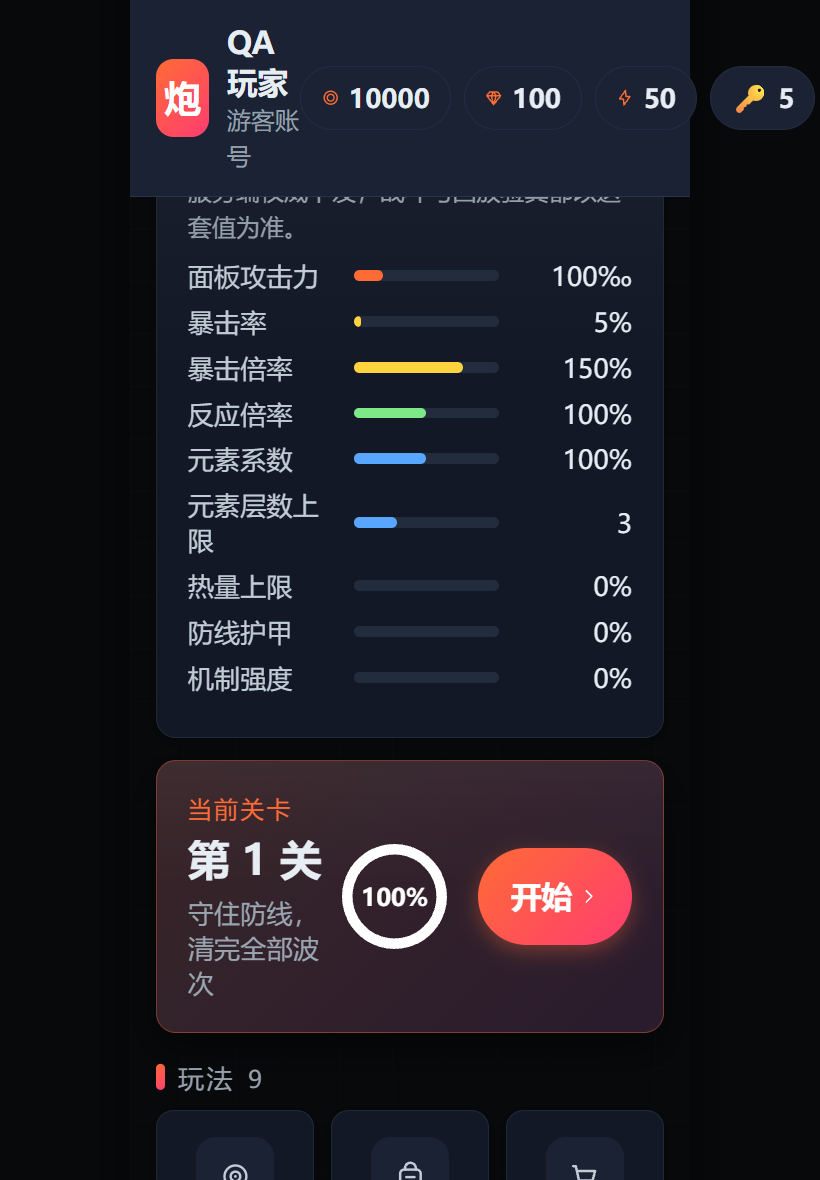 炮
QA
玩家
游客账
号
10000
100
50
5
套值为准。
面板攻击力 100‰
暴击率 5%
暴击倍率 150%
反应倍率 100%
元素系数 100%
元素层数上
限
3
热量上限 0%
防线护甲 0%
机制强度 0%
当前关卡
第 1 关
守住防线，
清完全部波
次
100%
开始
玩法 9